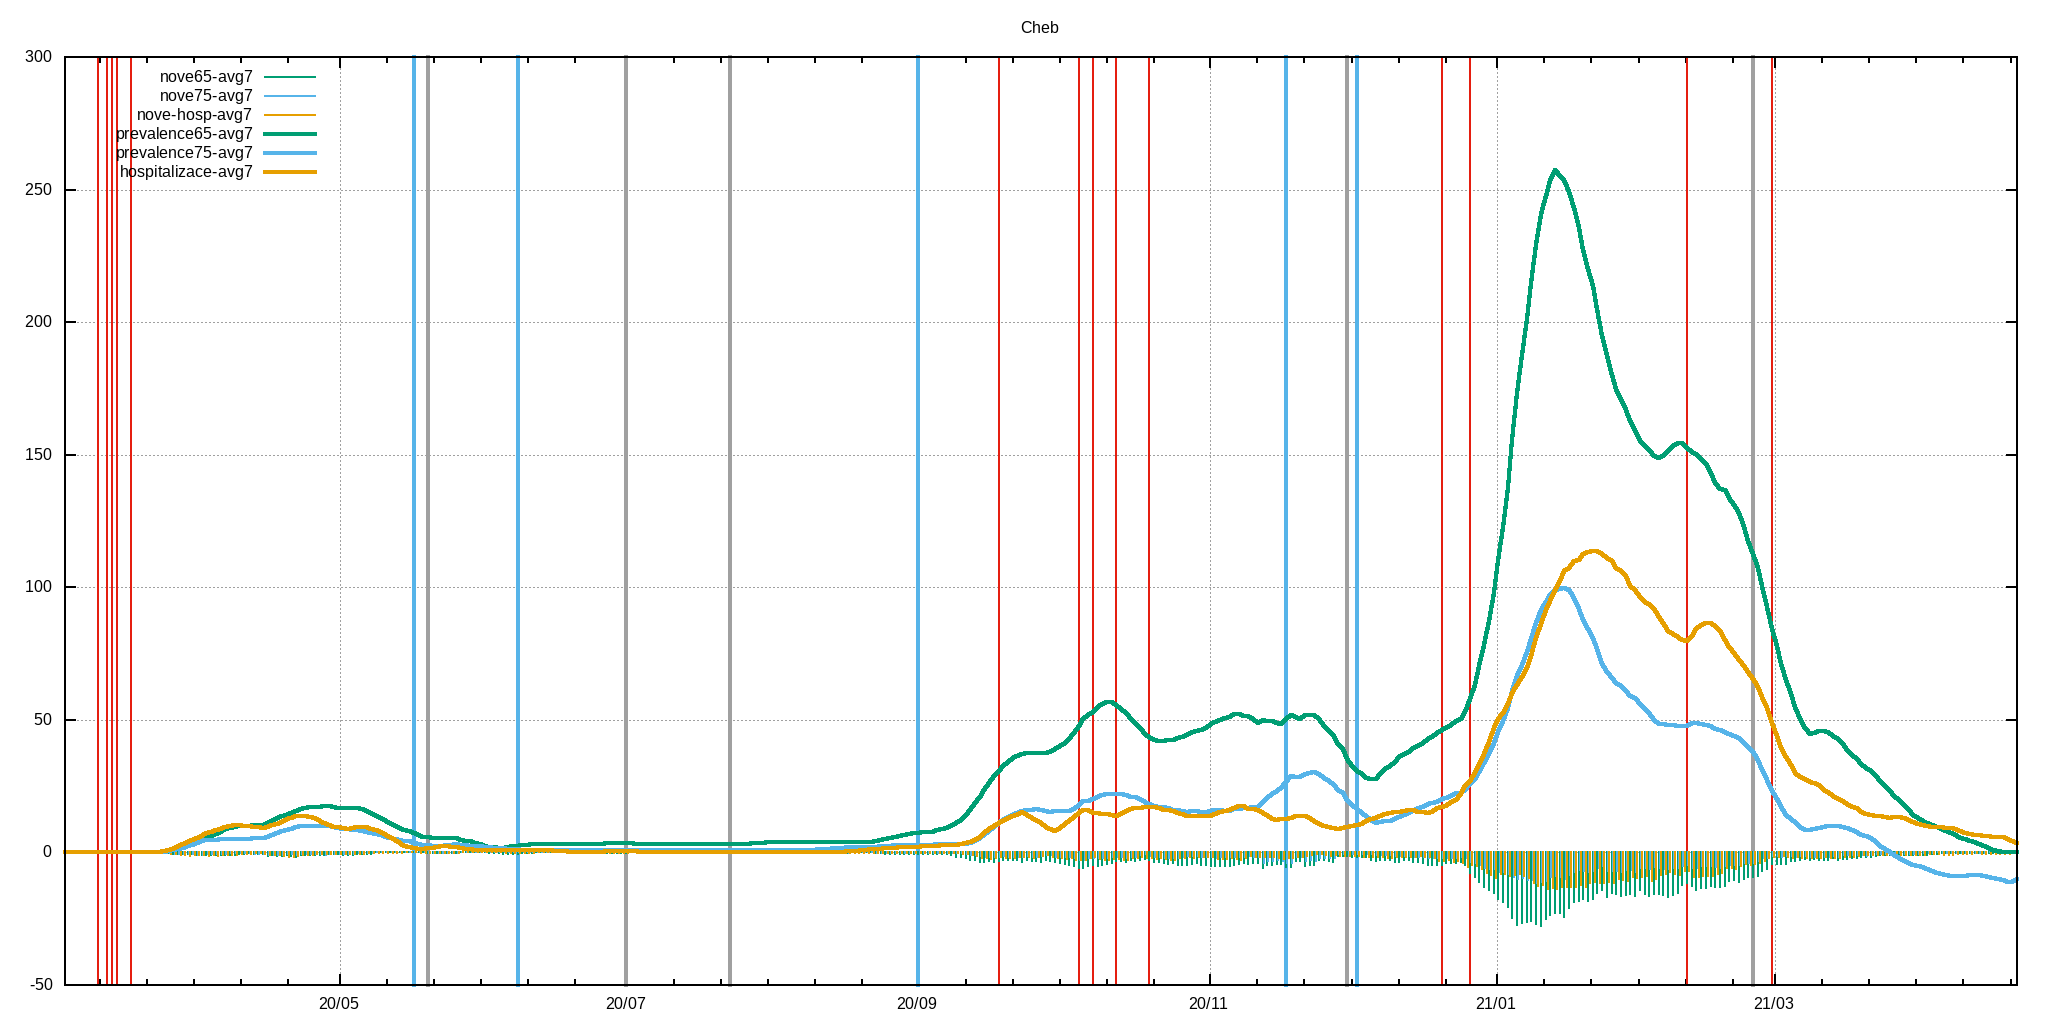 Cheb
300
250
200
150
100
50
0
-50
nove65-avg7
nove75-avg7
nove-hosp-avg7
prevalence65-avg7
prevalence75-avg7
hospitalizace-avg7
20/05 20/07 20/09 20/11 21/01 21/03